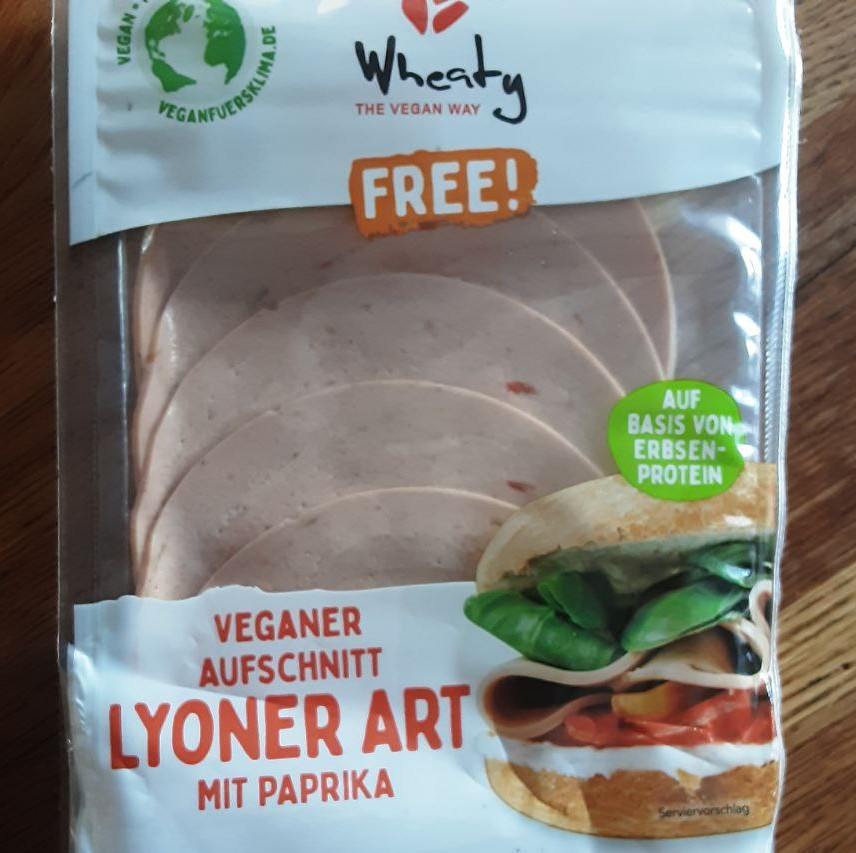 VEGAN •
VEGANFUERSKLIMA.DE
Wheaty
THE VEGAN WAY
FREE!
AUF
BASIS VON
ERBSEN-
PROTEIN
VEGANER
AUFSCHNITT
LYONER ART
MIT PAPRIKA
Serviervorschlag